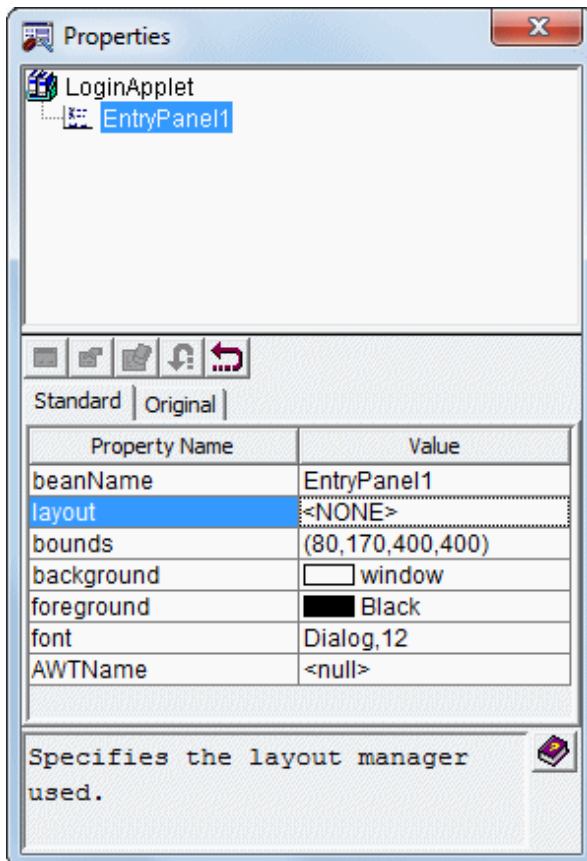 Properties
LoginApplet
EntryPanel1
Standard Original
Property Name Value
beanName EntryPanel1
layout <NONE>
bounds (80,170,400,400)
background window
foreground Black
font Dialog,12
AWTName <null>
Specifies the layout manager
used.